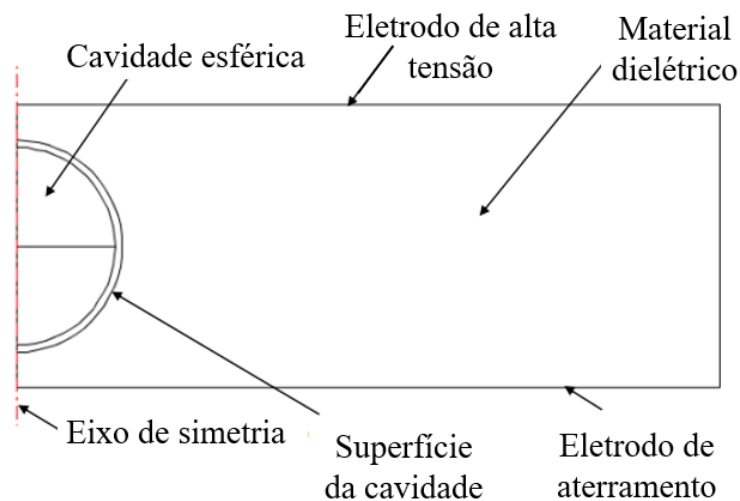 Cavidade esférica
Eletrodo de alta
tensão
Material
dielétrico
Eixo de simetria
Superfície
da cavidade
Eletrodo de
aterramento